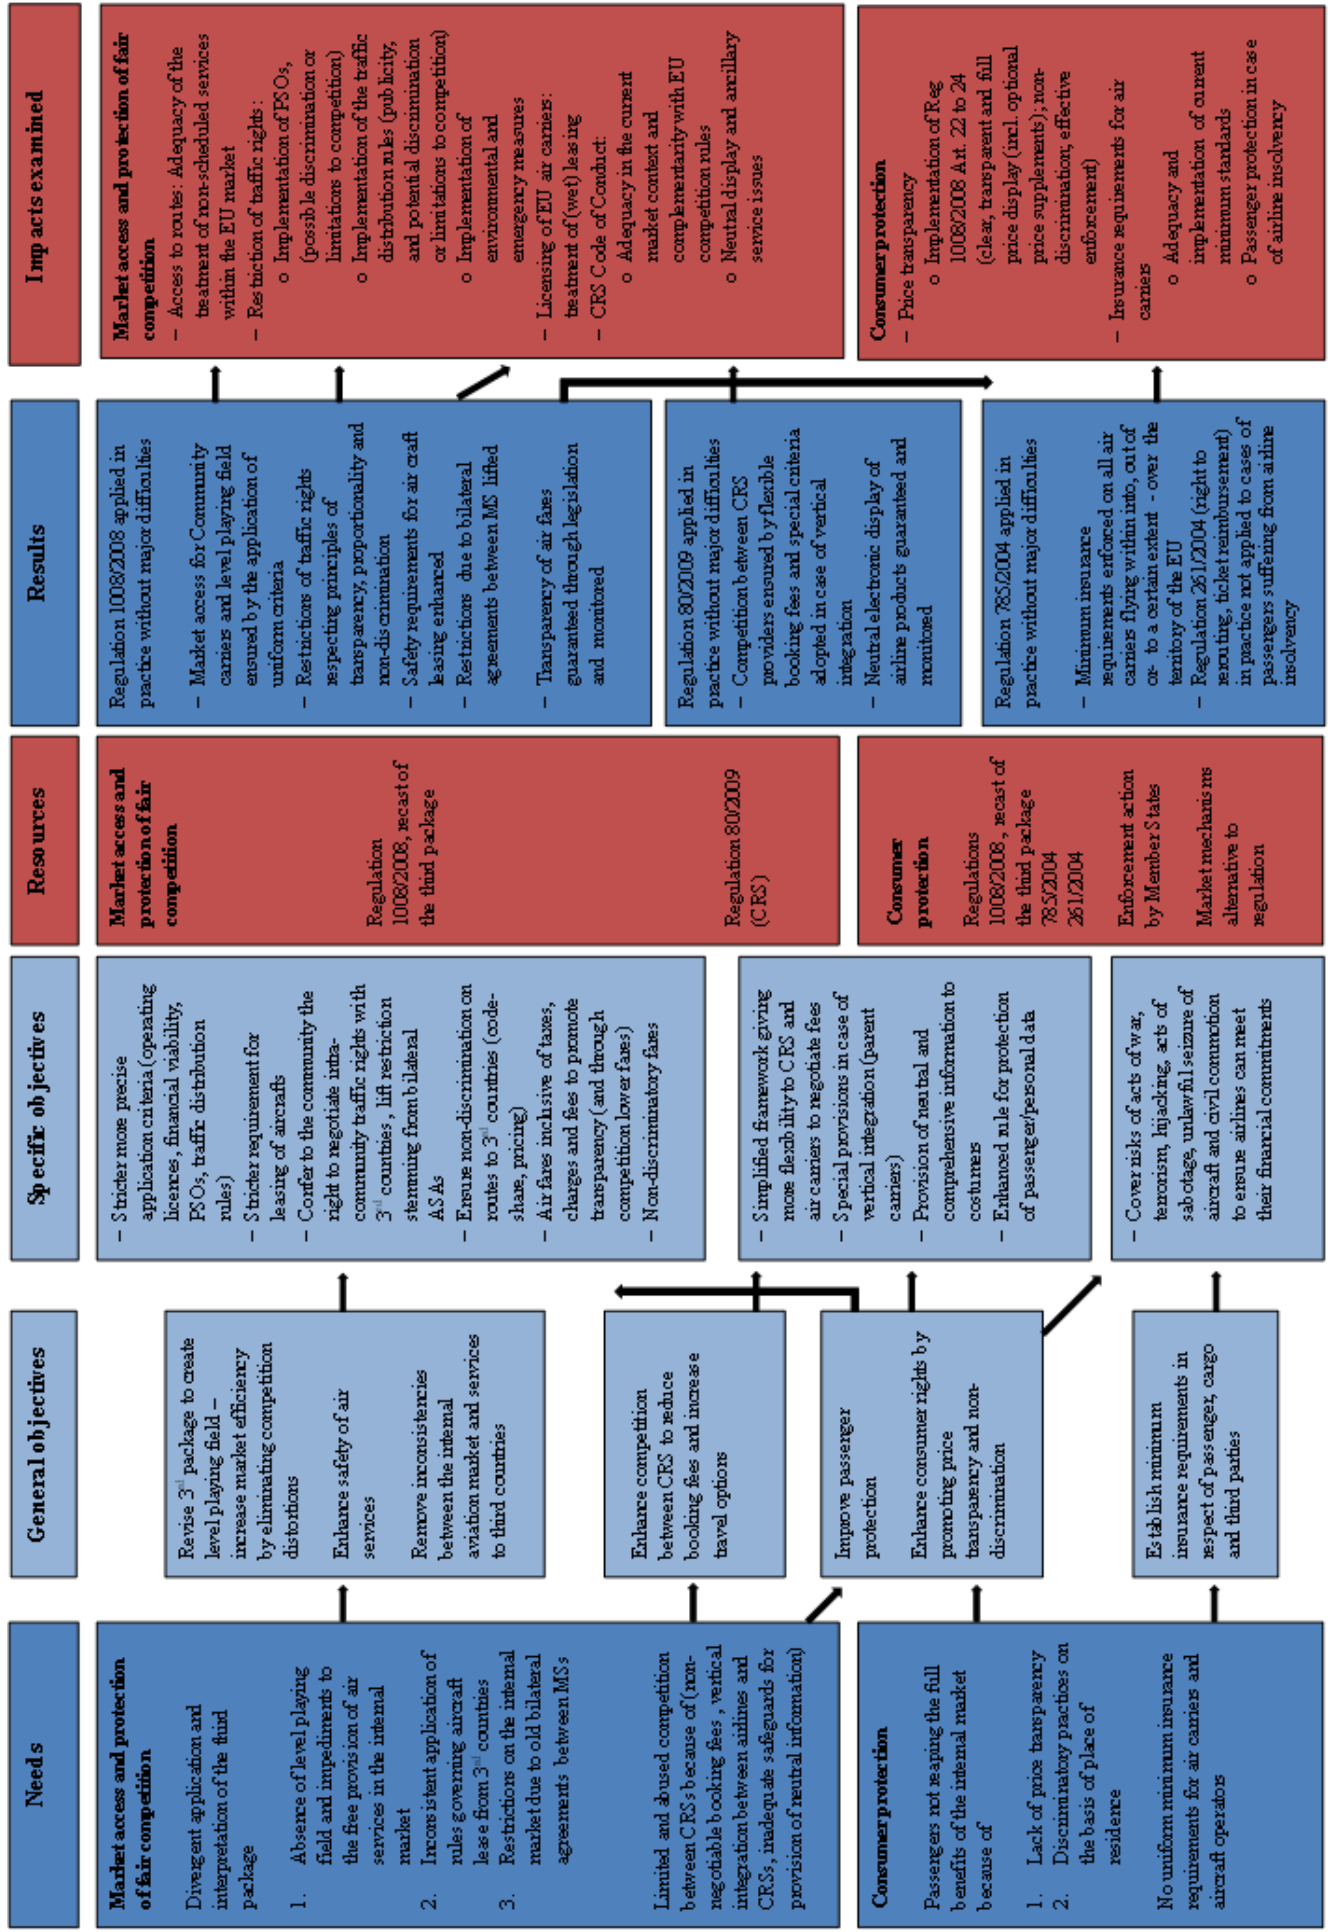 Needs
Market access and protection
of fair competition
Divergent application and
interpretation of the third
package
1. Absence of level playing
field and impediments to
the free provision of air
services in the internal
market
2. Inconsistent application of
rules governing aircraft
lease from 3rd countries
3. Restrictions on the internal
market due to old bilateral
agreements between MSs
Limited and abused competition
between CRSs because of (non-
negotiable booking fees , vertical
integration between airlines and
CRSs, inadequate safeguards for
provision of neutral information)
Consumer protection
Passengers not reaping the full
benefits of the internal market
because of
1. Lack of price transparency
2. Discriminatory practices on
the basis of place of
residence
No uniform minimum insurance
requirements for air carriers and
aircraft operators
General objectives
Revise 3rd package to create
level playing field –
increase market efficiency
by eliminating competition
distortions
Enhance safety of air
services
Remove inconsistencies
between the internal
aviation market and services
to third countries
Enhance competition
between CRS to reduce
booking fees and increase
travel options
Improve passenger
protection
Enhance consumer rights by
promoting price
transparency and non-
discrimination
Establish minimum
insurance requirements in
respect of passenger, cargo
and third parties
Specific objectives
– Stricter more precise
application criteria (operating
licences, financial viability,
PSOs, traffic distribution
rules)
– Stricter requirement for
leasing of aircrafts
– Confer to the community the
right to negotiate intra-
community traffic rights with
3rd countries , lift restriction
stemming from bilateral
ASAs
– Ensure non-discrimination on
routes to 3rd countries (code-
share, pricing)
– Air fares inclusive of taxes,
charges and fees to promote
transparency (and through
competition lower fares)
– Non-discriminatory fares
– Simplified framework giving
more flexibility to CRS and
air carriers to negotiate fees
– Special provisions in case of
vertical integration (parent
carriers)
– Provision of neutral and
comprehensive information to
costumers
– Enhanced rule for protection
of passenger/personal data
– Cover risks of acts of war,
terrorism, hijacking, acts of
sabotage, unlawful seizure of
aircraft and civil commotion
to ensure airlines can meet
their financial commitments
Resources
Market access and
protection of fair
competition
Regulation
1008/2008, recast of
the third package
Regulation 80/2009
(CRS)
Consumer
protection
Regulations
1008/2008, recast of
the third package
785/2004
261/2004
Enforcement action
by Member States
Market mechanisms
alternative to
regulation
Results
Regulation 1008/2008 applied in
practice without major difficulties
– Market access for Community
carriers and level playing field
ensured by the application of
uniform criteria
– Restrictions of traffic rights
respecting principles of
transparency, proportionality and
non-discrimination
– Safety requirements for air craft
leasing enhanced
– Restrictions due to bilateral
agreements between MS lifted
– Transparency of air fares
guaranteed through legislation
and monitored
Regulation 80/2009 applied in
practice without major difficulties
– Competition between CRS
providers ensured by flexible
booking fees and special criteria
adopted in case of vertical
integration
– Neutral electronic display of
airline products guaranteed and
monitored
Regulation 785/2004 applied in
practice without major difficulties
– Minimum insurance
requirements enforced on all air
carriers flying within into, out of
or- to a certain extent - over the
territory of the EU
– Regulation 261/2004 (right to
rerouting, ticket reimbursement)
in practice not applied to cases of
passengers suffering from airline
insolvency
Impacts examined
Market access and protection of fair
competition
– Access to routes: Adequacy of the
treatment of non-scheduled services
within the EU market
– Restriction of traffic rights :
o Implementation of PSOs,
(possible discrimination or
limitations to competition)
o Implementation of the traffic
distribution rules (publicity,
and potential discrimination
or limitations to competition)
o Implementation of
environmental and
emergency measures
– Licensing of EU air carriers:
treatment of (wet) leasing
– CRS Code of Conduct:
o Adequacy in the current
market context and
complementarity with EU
competition rules
o Neutral display and ancillary
service issues
Consumer protection
– Price transparency
o Implementation of Reg
1008/2008 Art. 22 to 24
(clear, transparent and full
price display (incl. optional
price supplements); non-
discrimination; effective
enforcement)
– Insurance requirements for air
carriers
o Adequacy and
implementation of current
minimum standards
o Passenger protection in case
of airline insolvency